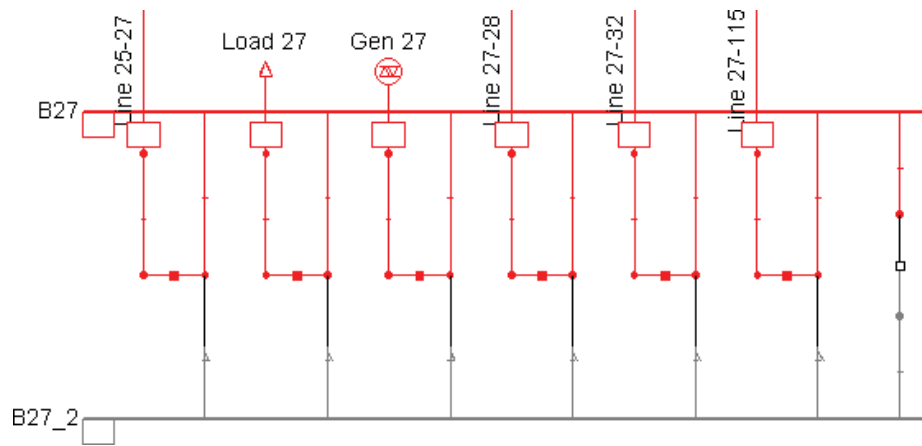 Line 25-27
Load 27
Gen 27
Line 27-28
Line 27-32
Line 27-115
B27
B27_2